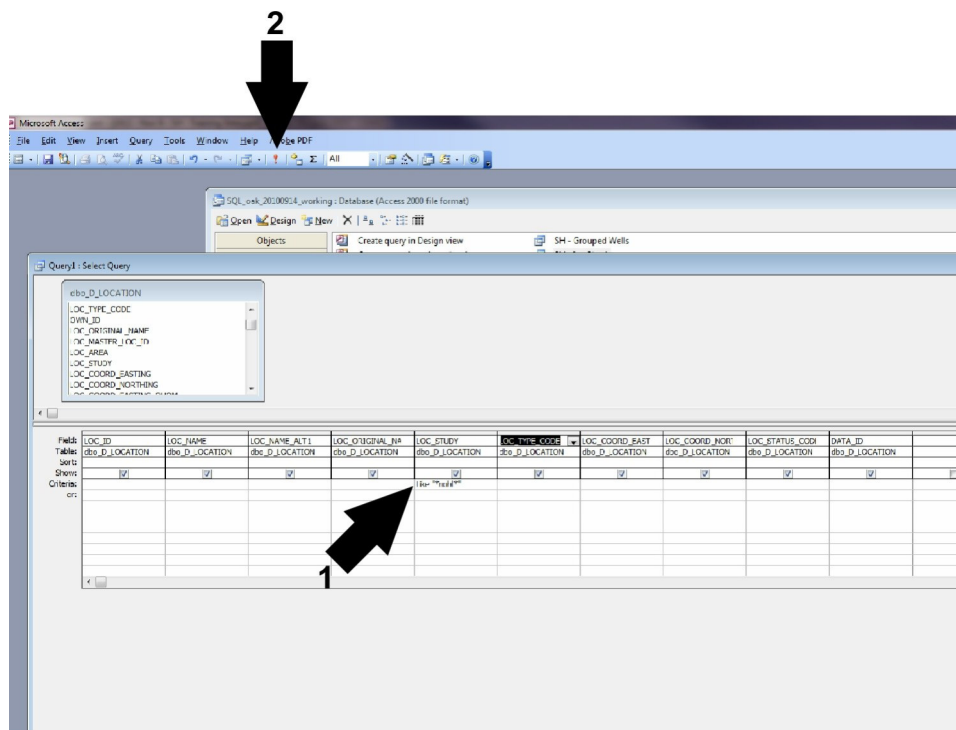 2
Microsoft Access
File Edit View Insert Query Tools Window Help Adobe PDF
All
SQL_oak_20100914_working : Database (Access 2000 file format)
Open Design New
Objects
Create query in Design view
SH - Grouped Wells
Query1 : Select Query
dbo_D_LOCATION
LOC_TYPE_CODE
OWN_ID
LOC_ORIGINAL_NAME
LOC_MASTER_LOC_ID
LOC_AREA
LOC_STUDY
LOC_COORD_EASTING
LOC_COORD_NORTHING
Field: LOC_ID LOC_NAME LOC_NAME_ALT1 LOC_ORIGINAL_NA LOC_STUDY LOC_TYPE_CODE LOC_COORD_EAST LOC_COORD_NOR LOC_STATUS_CODI DATA_ID
Table: dbo_D_LOCATION dbo_D_LOCATION dbo_D_LOCATION dbo_D_LOCATION dbo_D_LOCATION dbo_D_LOCATION dbo_D_LOCATION dbo_D_LOCATION dbo_D_LOCATION dbo_D_LOCATION
Sort:
Show:
Criteria:
or:
1